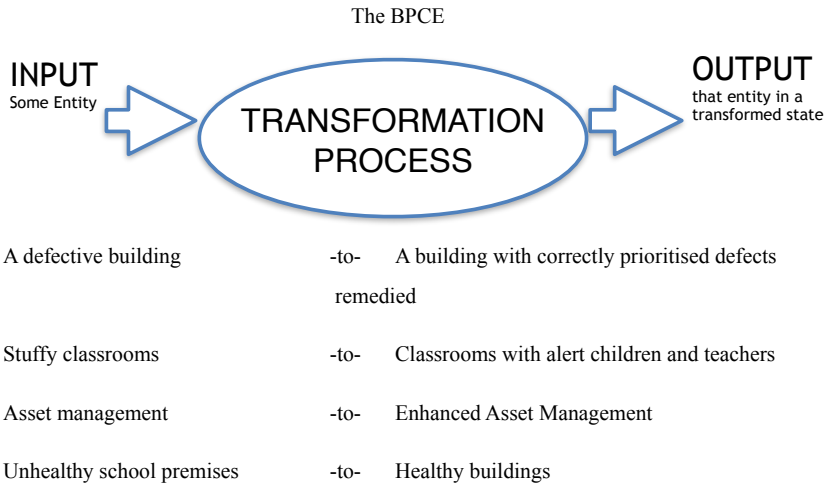 The BPCE
INPUT
Some Entity
TRANSFORMATION
PROCESS
OUTPUT
that entity in a
transformed state
A defective building -to- A building with correctly prioritised defects
remedied
Stuffy classrooms -to- Classrooms with alert children and teachers
Asset management -to- Enhanced Asset Management
Unhealthy school premises -to- Healthy buildings